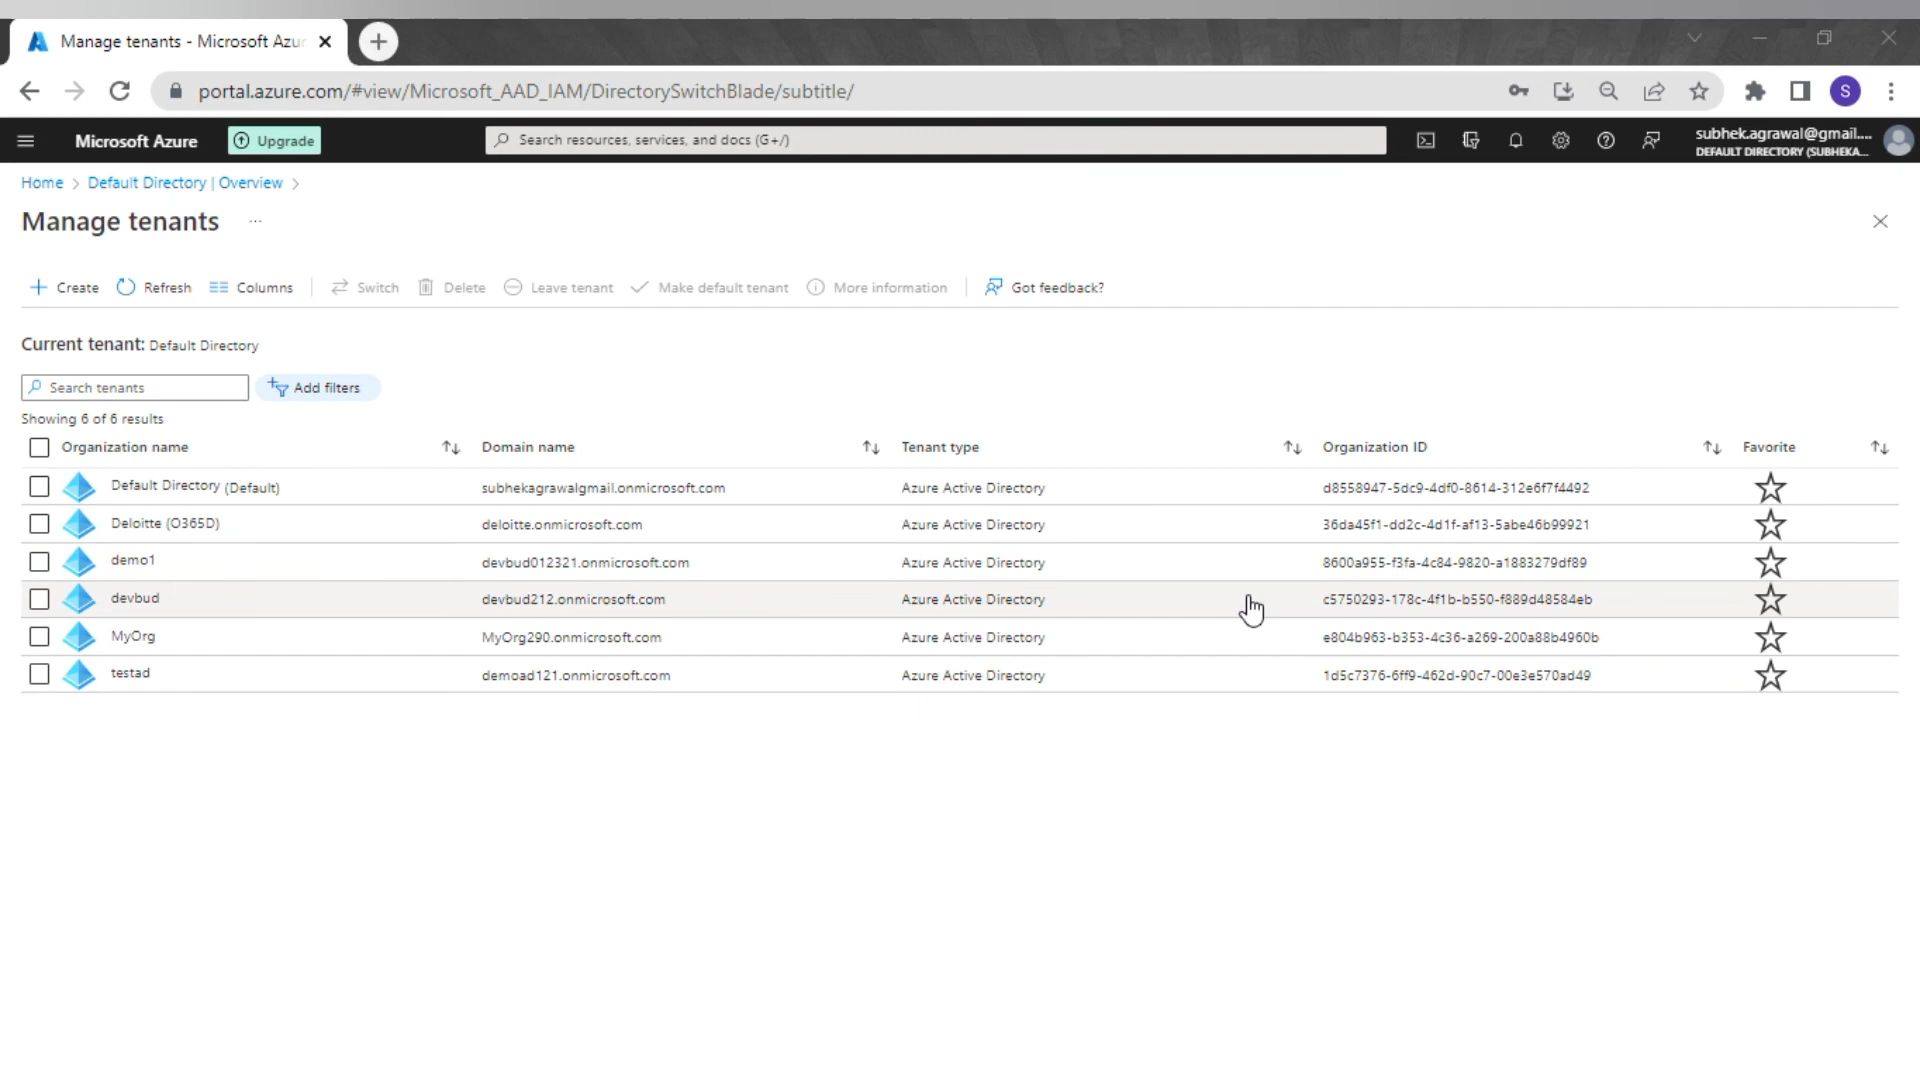 Manage tenants - Microsoft Azur
portal.azure.com/#view/Microsoft_AAD_IAM/DirectorySwitchBlade/subtitle/
S
Microsoft Azure
Upgrade
Search resources, services, and docs (G+/)
subhek.agrawal@gmail....
DEFAULT DIRECTORY (SUBHEKA...
Home > Default Directory | Overview >
Manage tenants ...
Create Refresh Columns Switch Delete Leave tenant Make default tenant More information Got feedback?
Current tenant: Default Directory
Search tenants Add filters
Showing 6 of 6 results
Organization name Domain name Tenant type Organization ID Favorite
Default Directory (Default) subhekagrawalgmail.onmicrosoft.com Azure Active Directory d8558947-5dc9-4df0-8614-312e6f7f4492
Deloitte (O365D) deloitte.onmicrosoft.com Azure Active Directory 36da45f1-dd2c-4d1f-af13-5abe46b99921
demo1 devbud012321.onmicrosoft.com Azure Active Directory 8600a955-f3fa-4c84-9820-a1883279df89
devbud devbud212.onmicrosoft.com Azure Active Directory c5750293-178c-4f1b-b550-f889d48584eb
MyOrg MyOrg290.onmicrosoft.com Azure Active Directory e804b963-b353-4c36-a269-200a88b4960b
testad demoad121.onmicrosoft.com Azure Active Directory 1d5c7376-6ff9-462d-90c7-00e3e570ad49